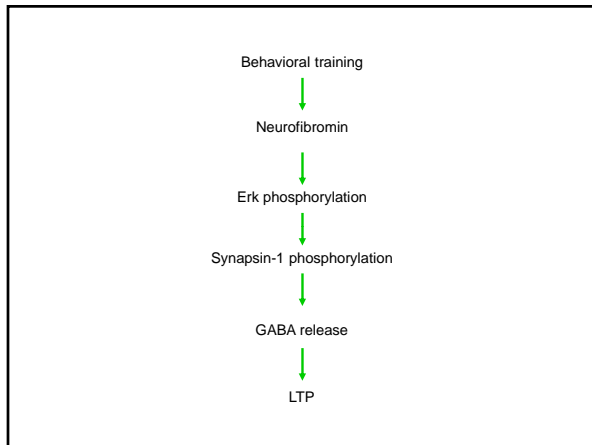 Behavioral training
Neurofibromin
Erk phosphorylation
Synapsin-1 phosphorylation
GABA release
LTP